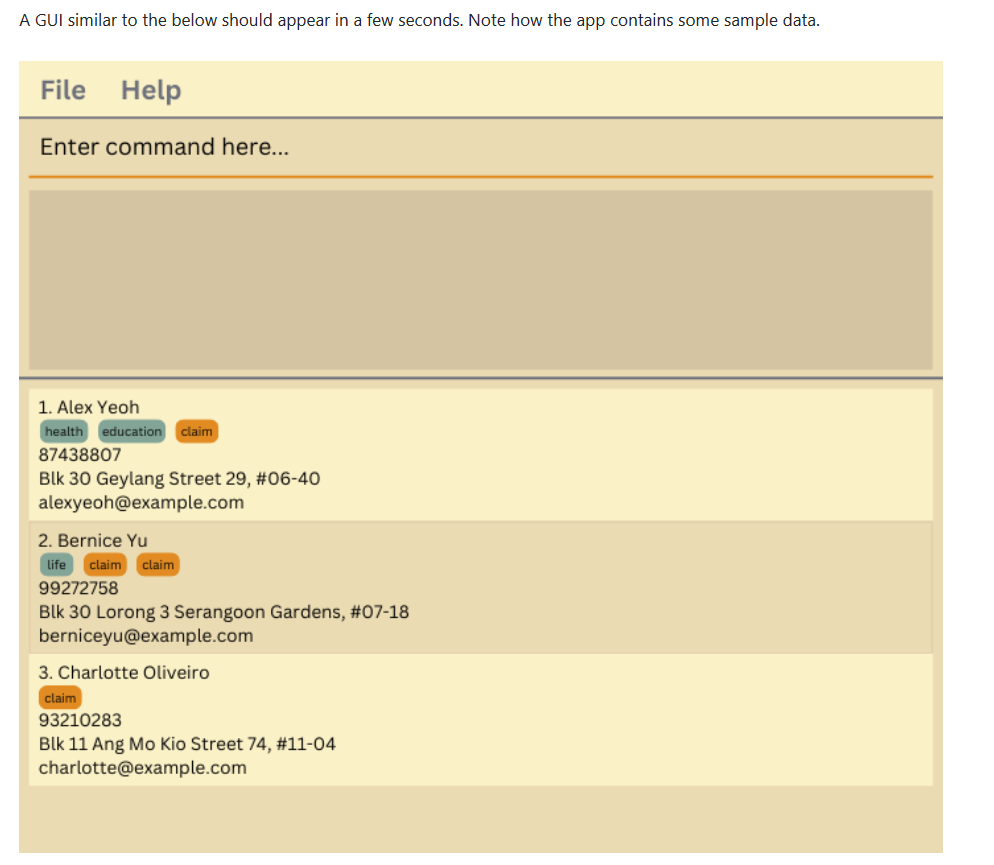 A GUI similar to the below should appear in a few seconds. Note how the app contains some sample data.
File Help
Enter command here...
1. Alex Yeoh
health education claim
87438807
Blk 30 Geylang Street 29, #06-40
alexyeoh@example.com
2. Bernice Yu
life claim claim
99272758
Blk 30 Lorong 3 Serangoon Gardens, #07-18
berniceyu@example.com
3. Charlotte Oliveiro
claim
93210283
Blk 11 Ang Mo Kio Street 74, #11-04
charlotte@example.com